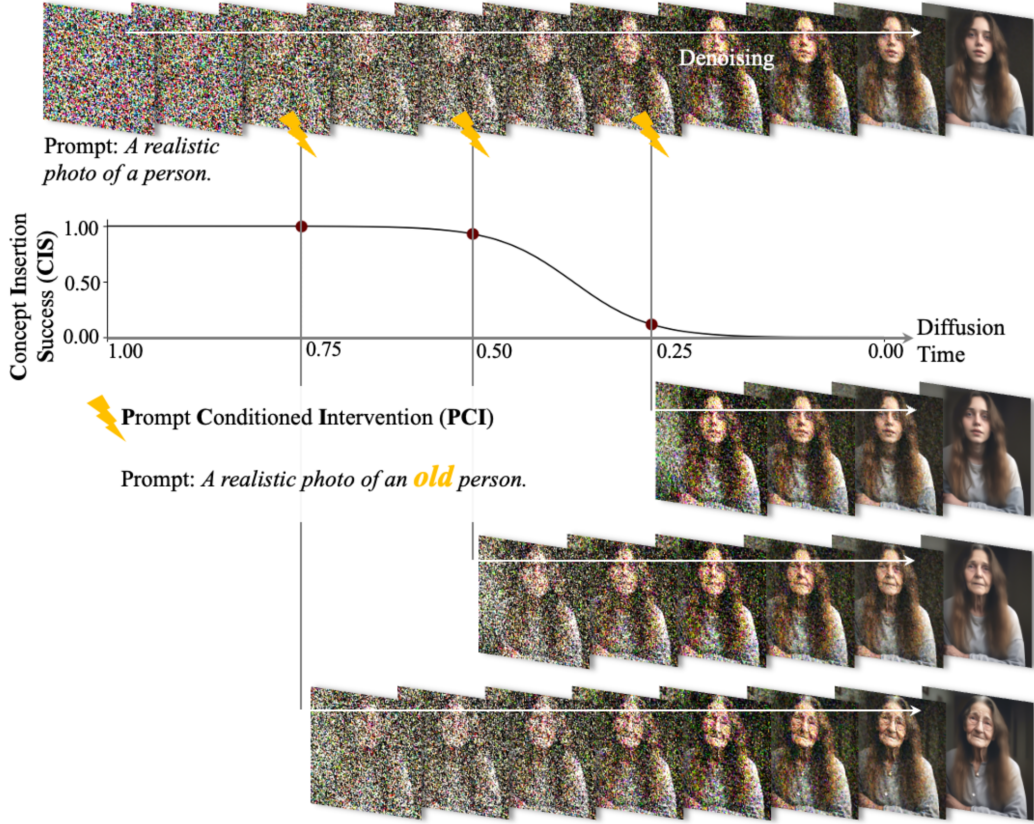 Denoising
Prompt: A realistic
photo of a person.
Concept Insertion
Success (CIS)
1.00
0.50
0.00
1.00
0.75
0.50
0.25
0.00
Diffusion
Time
Prompt Conditioned Intervention (PCI)
Prompt: A realistic photo of an old person.